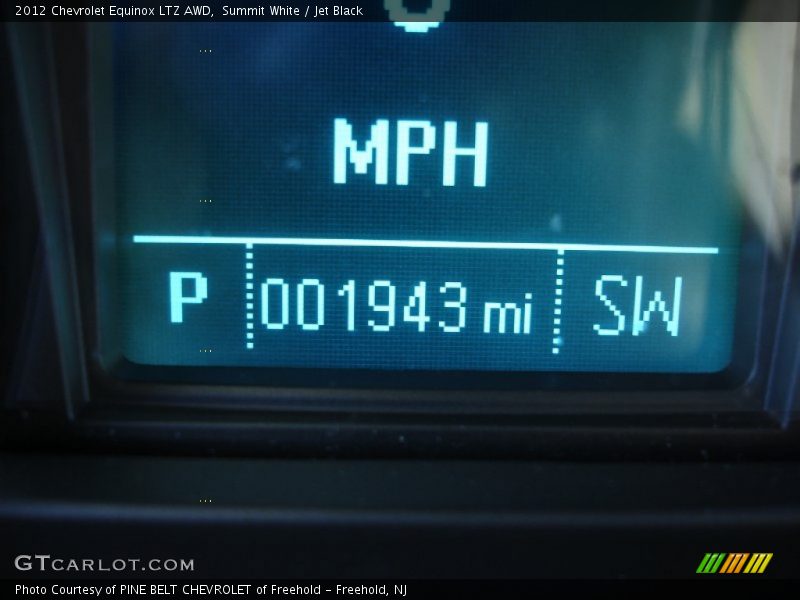 2012 Chevrolet Equinox LTZ AWD,  Summit White / Jet Black
0
MPH
P 001943 mi SW
GTCARLOT.COM
Photo Courtesy of PINE BELT CHEVROLET of Freehold - Freehold, NJ